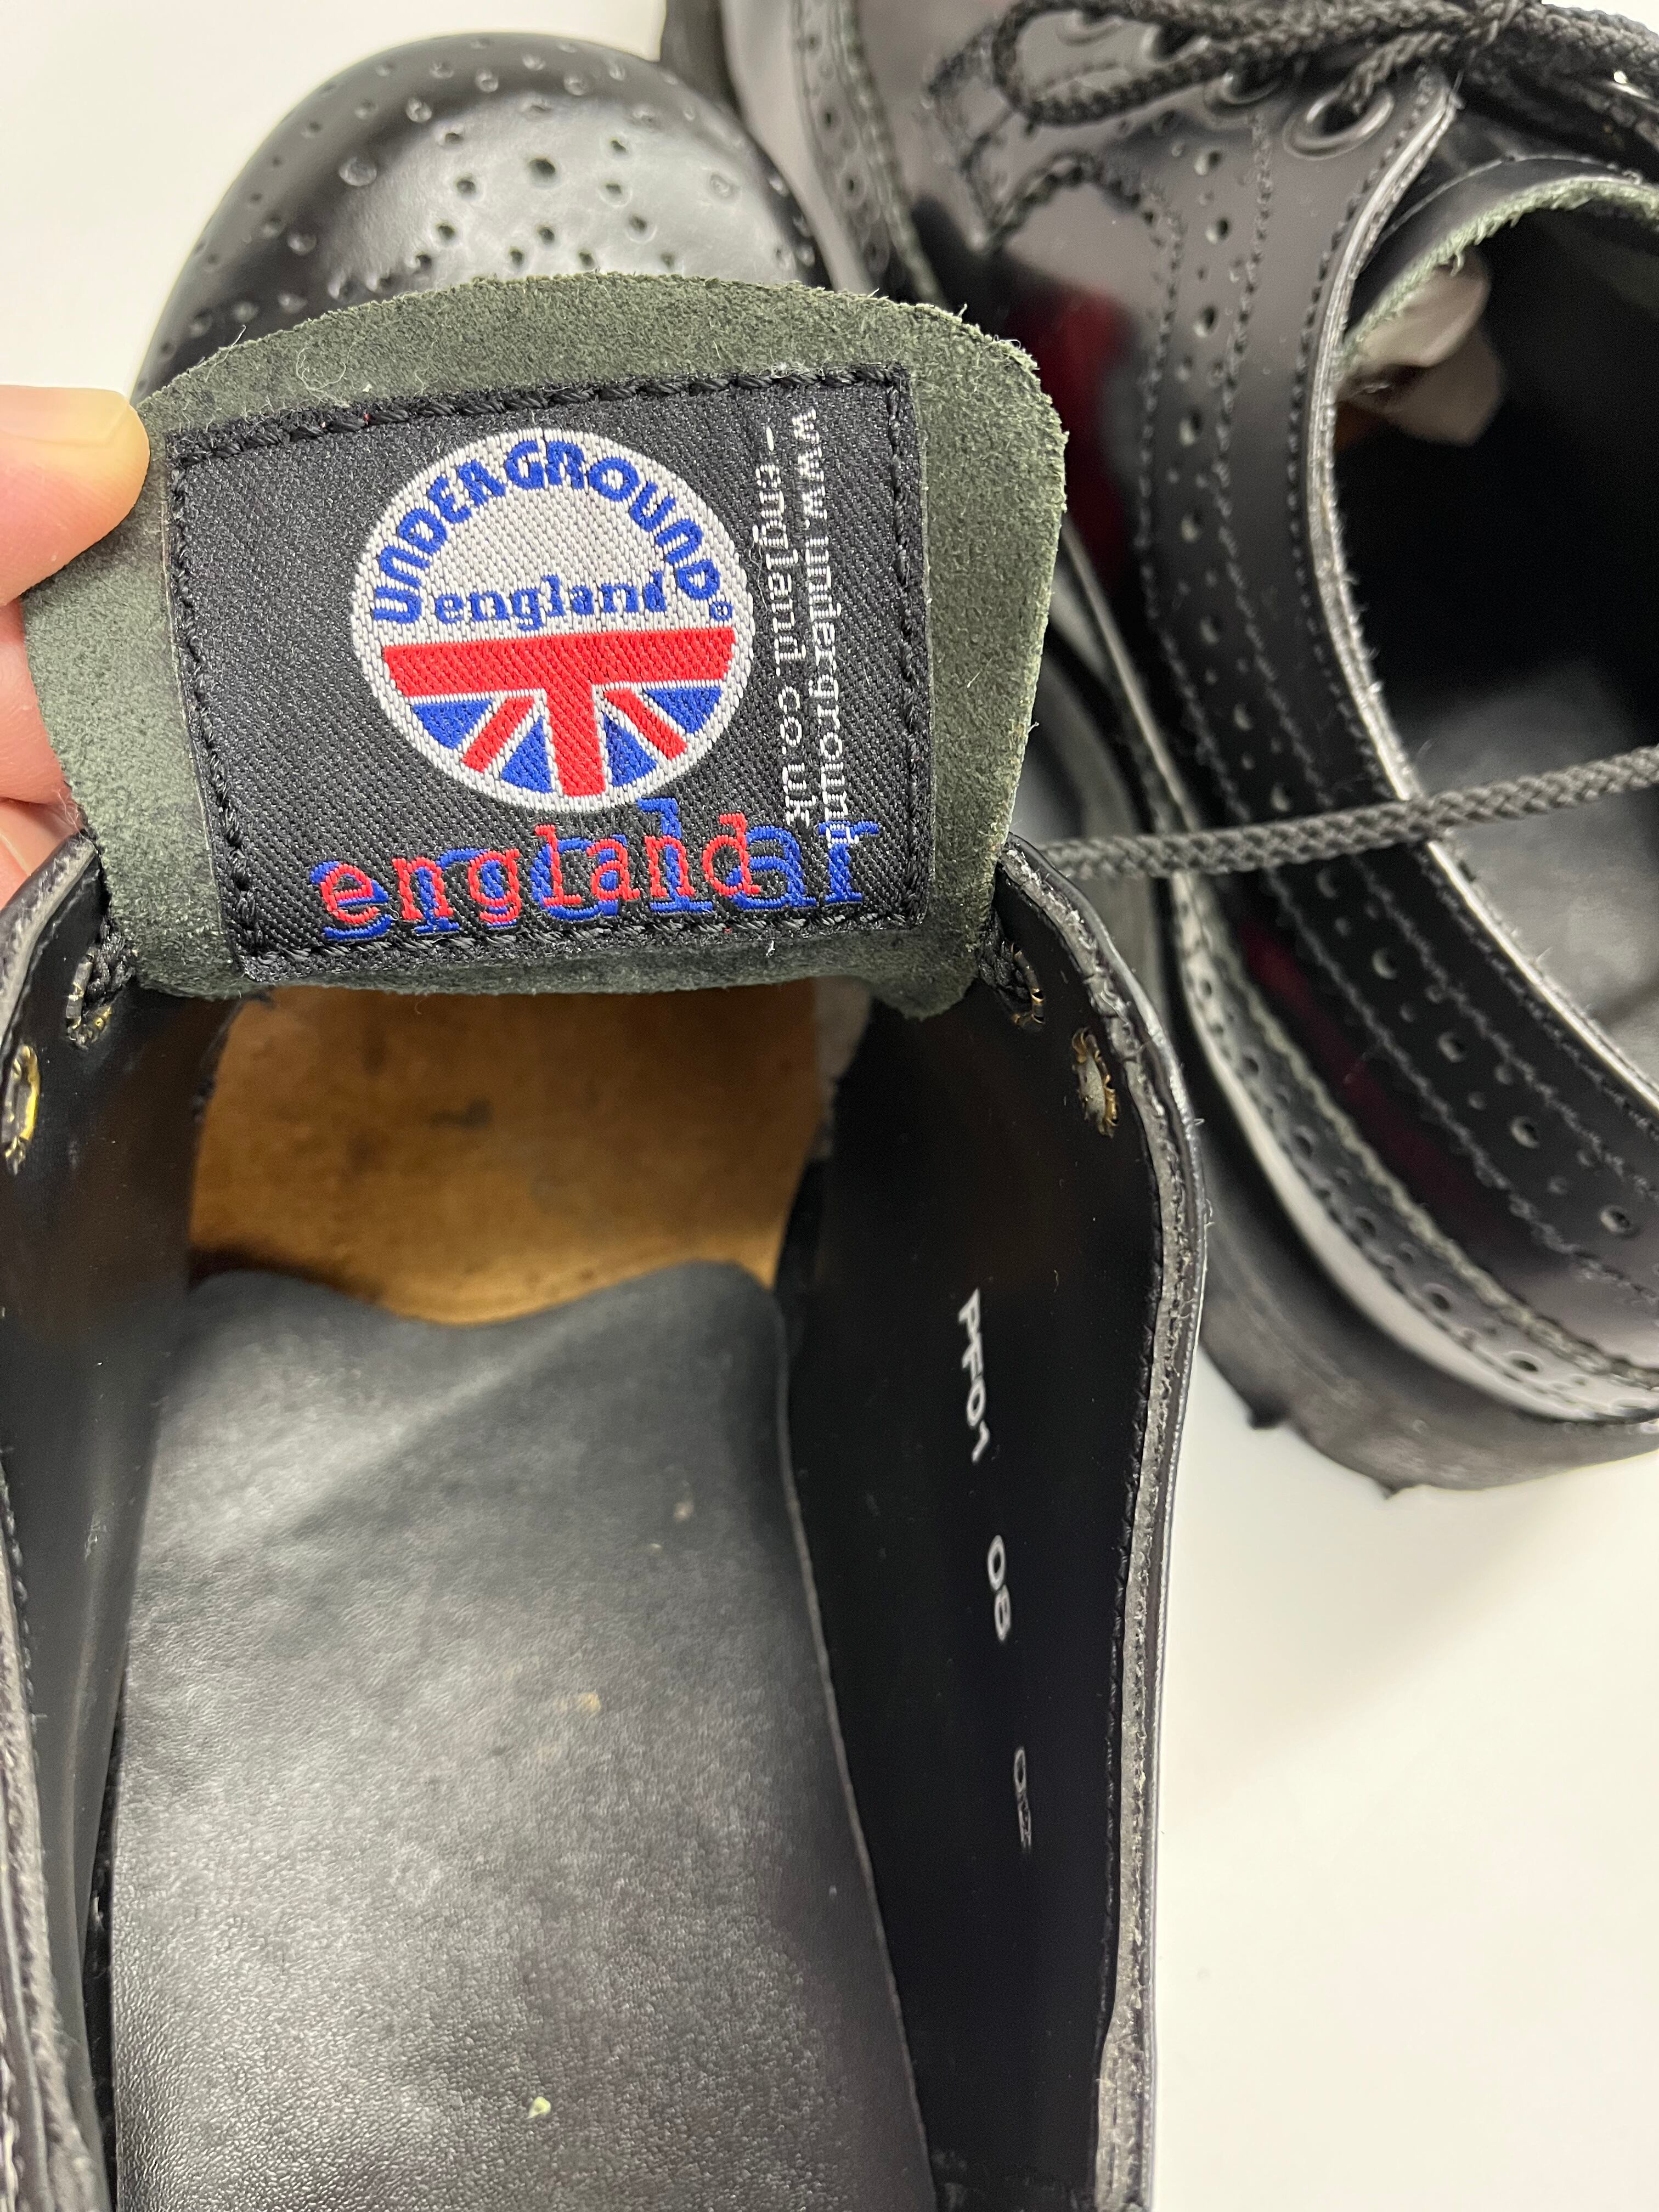 UNDERGROUND®
england
www.underground
-england.co.uk
england
PF01 08